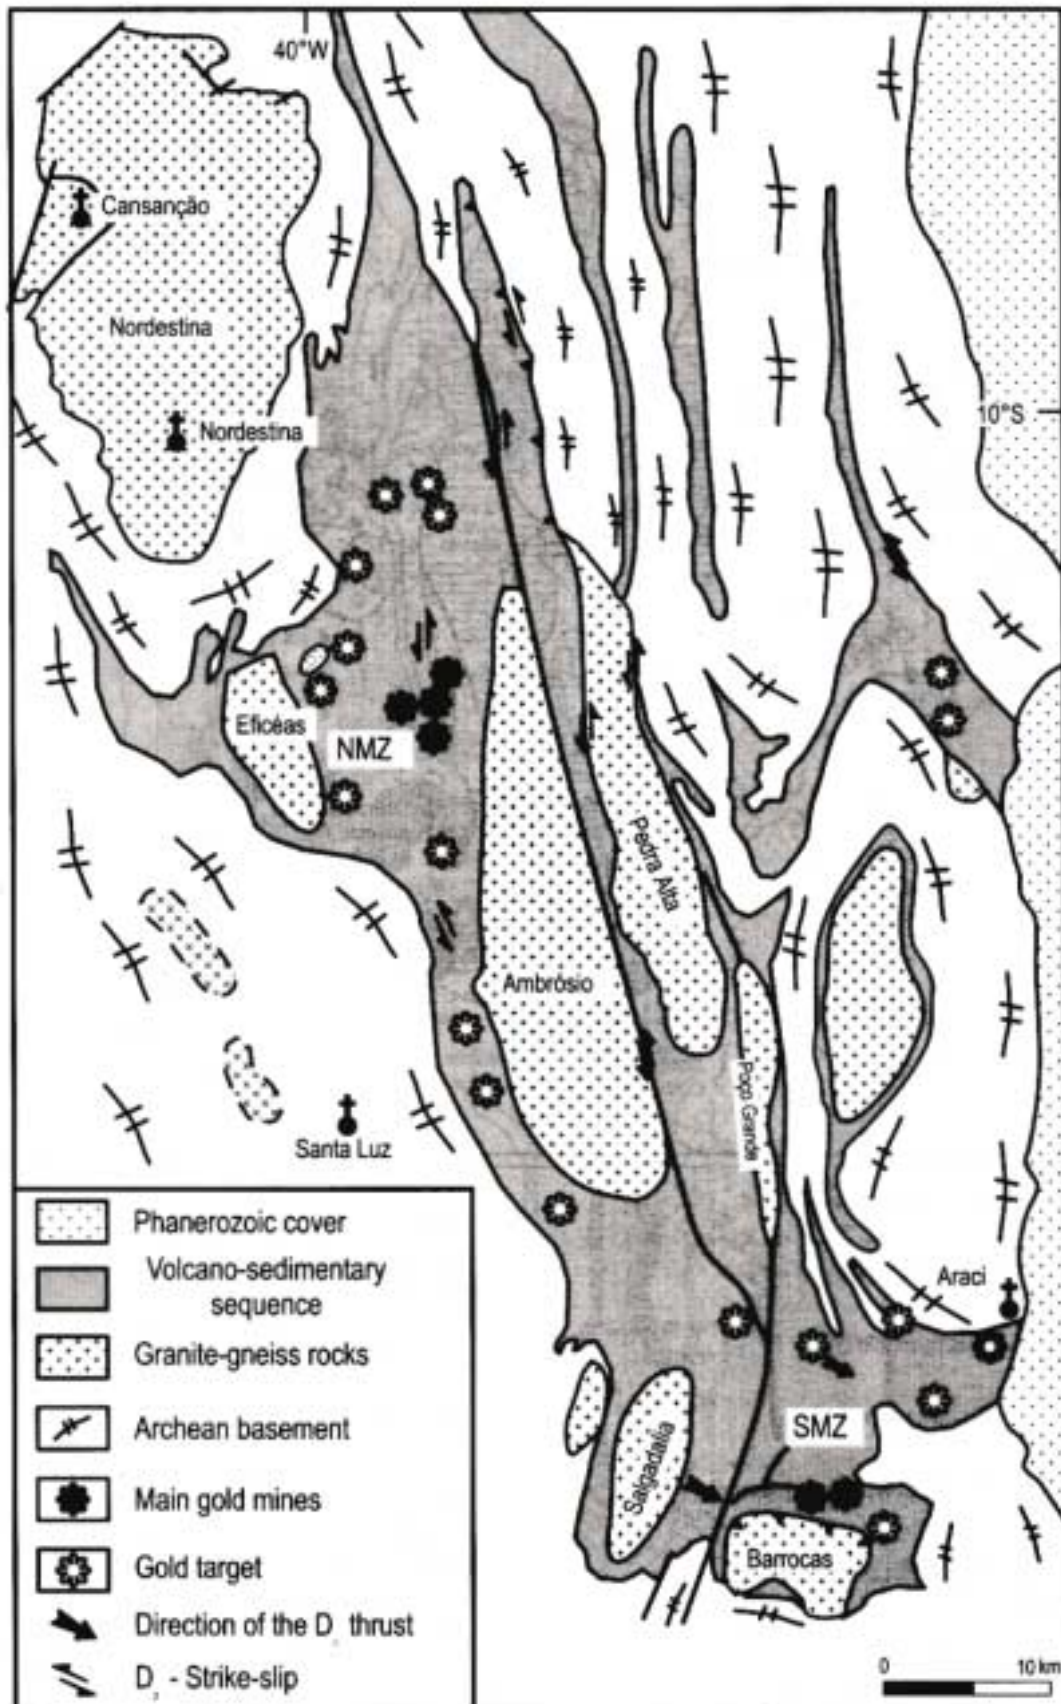 40°W
Cansanção
Nordestina
Nordestina
10°S
Eficéas
NMZ
Pedra Alta
Ambrósio
Poço Grande
Santa Luz
Araci
SMZ
Salgadalia
Barrocas
Phanerozoic cover
Volcano-sedimentary
sequence
Granite-gneiss rocks
Archean basement
Main gold mines
Gold target
Direction of the D thrust
D - Strike-slip
0 10 km